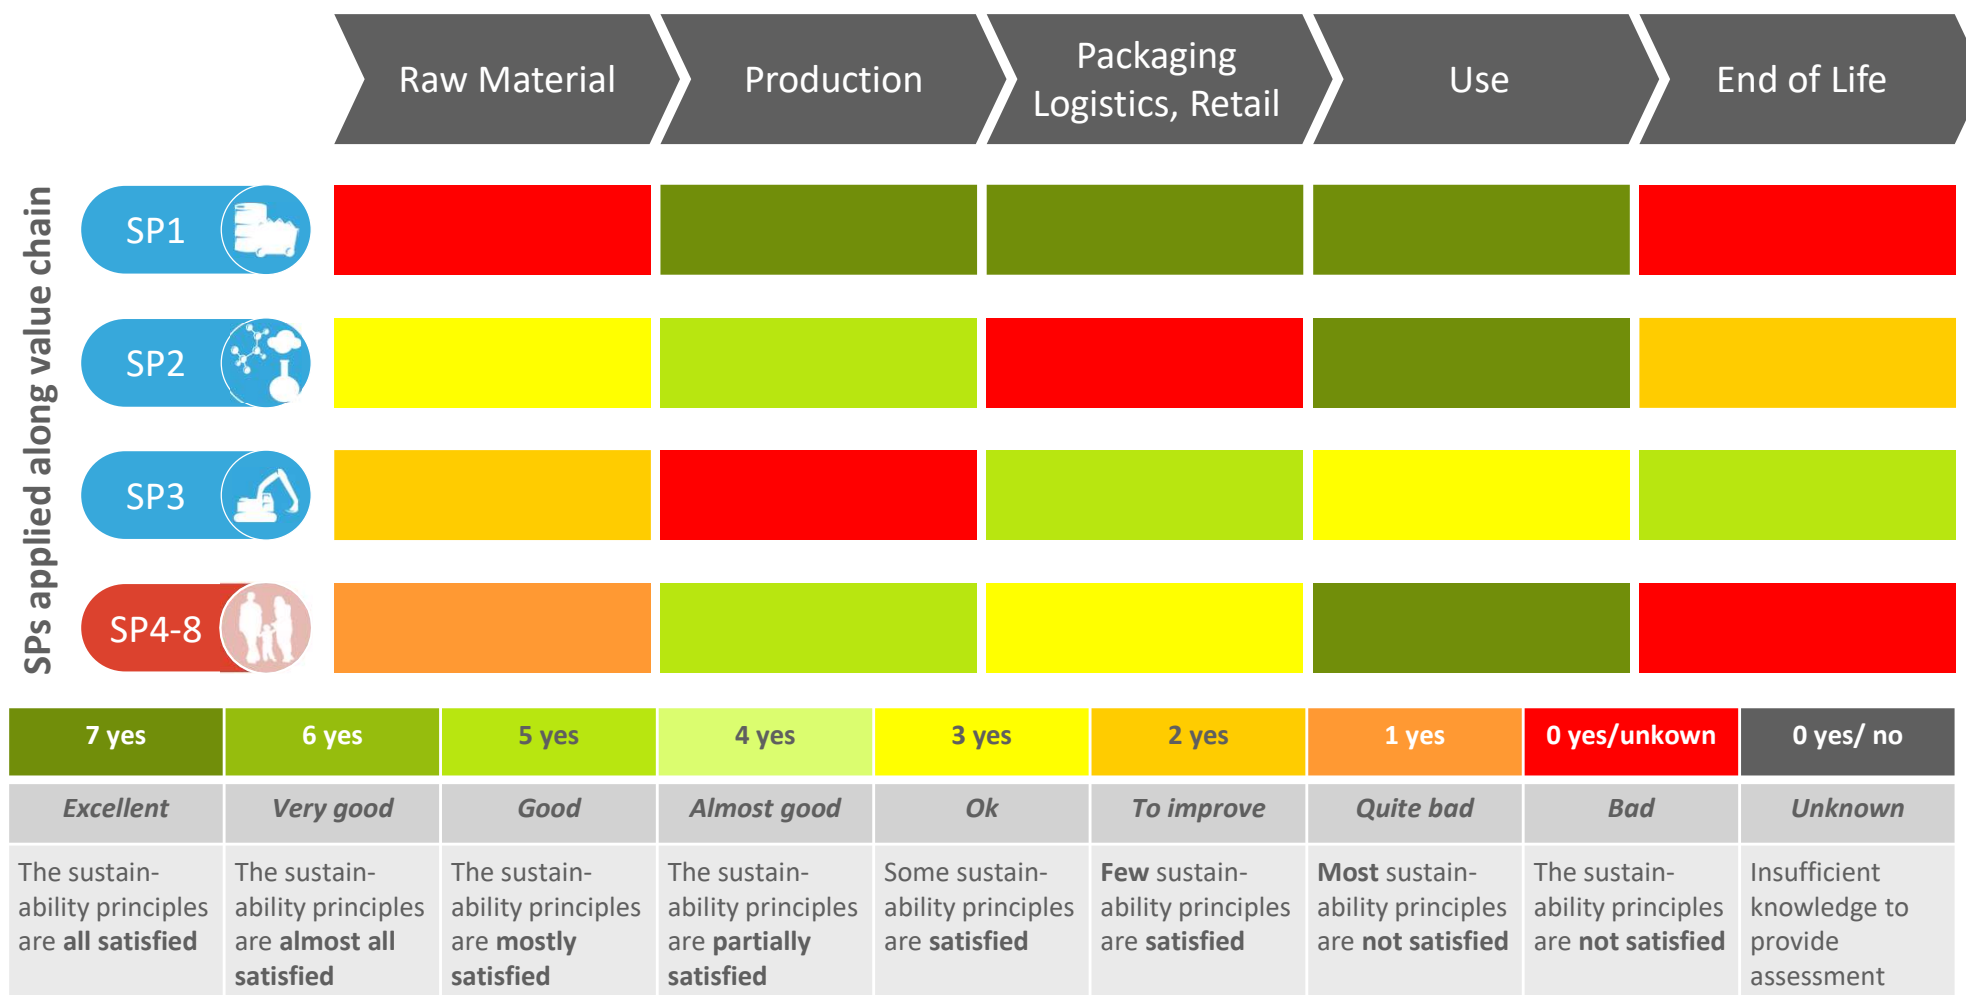 Raw Material
Production
Packaging
Logistics, Retail
Use
End of Life
SPs applied along value chain
SP1
SP2
SP3
SP4-8
7 yes
6 yes
5 yes
4 yes
3 yes
2 yes
1 yes
0 yes/unkown
0 yes/ no
Excellent
Very good
Good
Almost good
Ok
To improve
Quite bad
Bad
Unknown
The sustain-
ability principles
are all satisfied
The sustain-
ability principles
are almost all
satisfied
The sustain-
ability principles
are mostly
satisfied
The sustain-
ability principles
are partially
satisfied
Some sustain-
ability principles
are satisfied
Few sustain-
ability principles
are satisfied
Most sustain-
ability principles
are not satisfied
The sustain-
ability principles
are not satisfied
Insufficient
knowledge to
provide
assessment